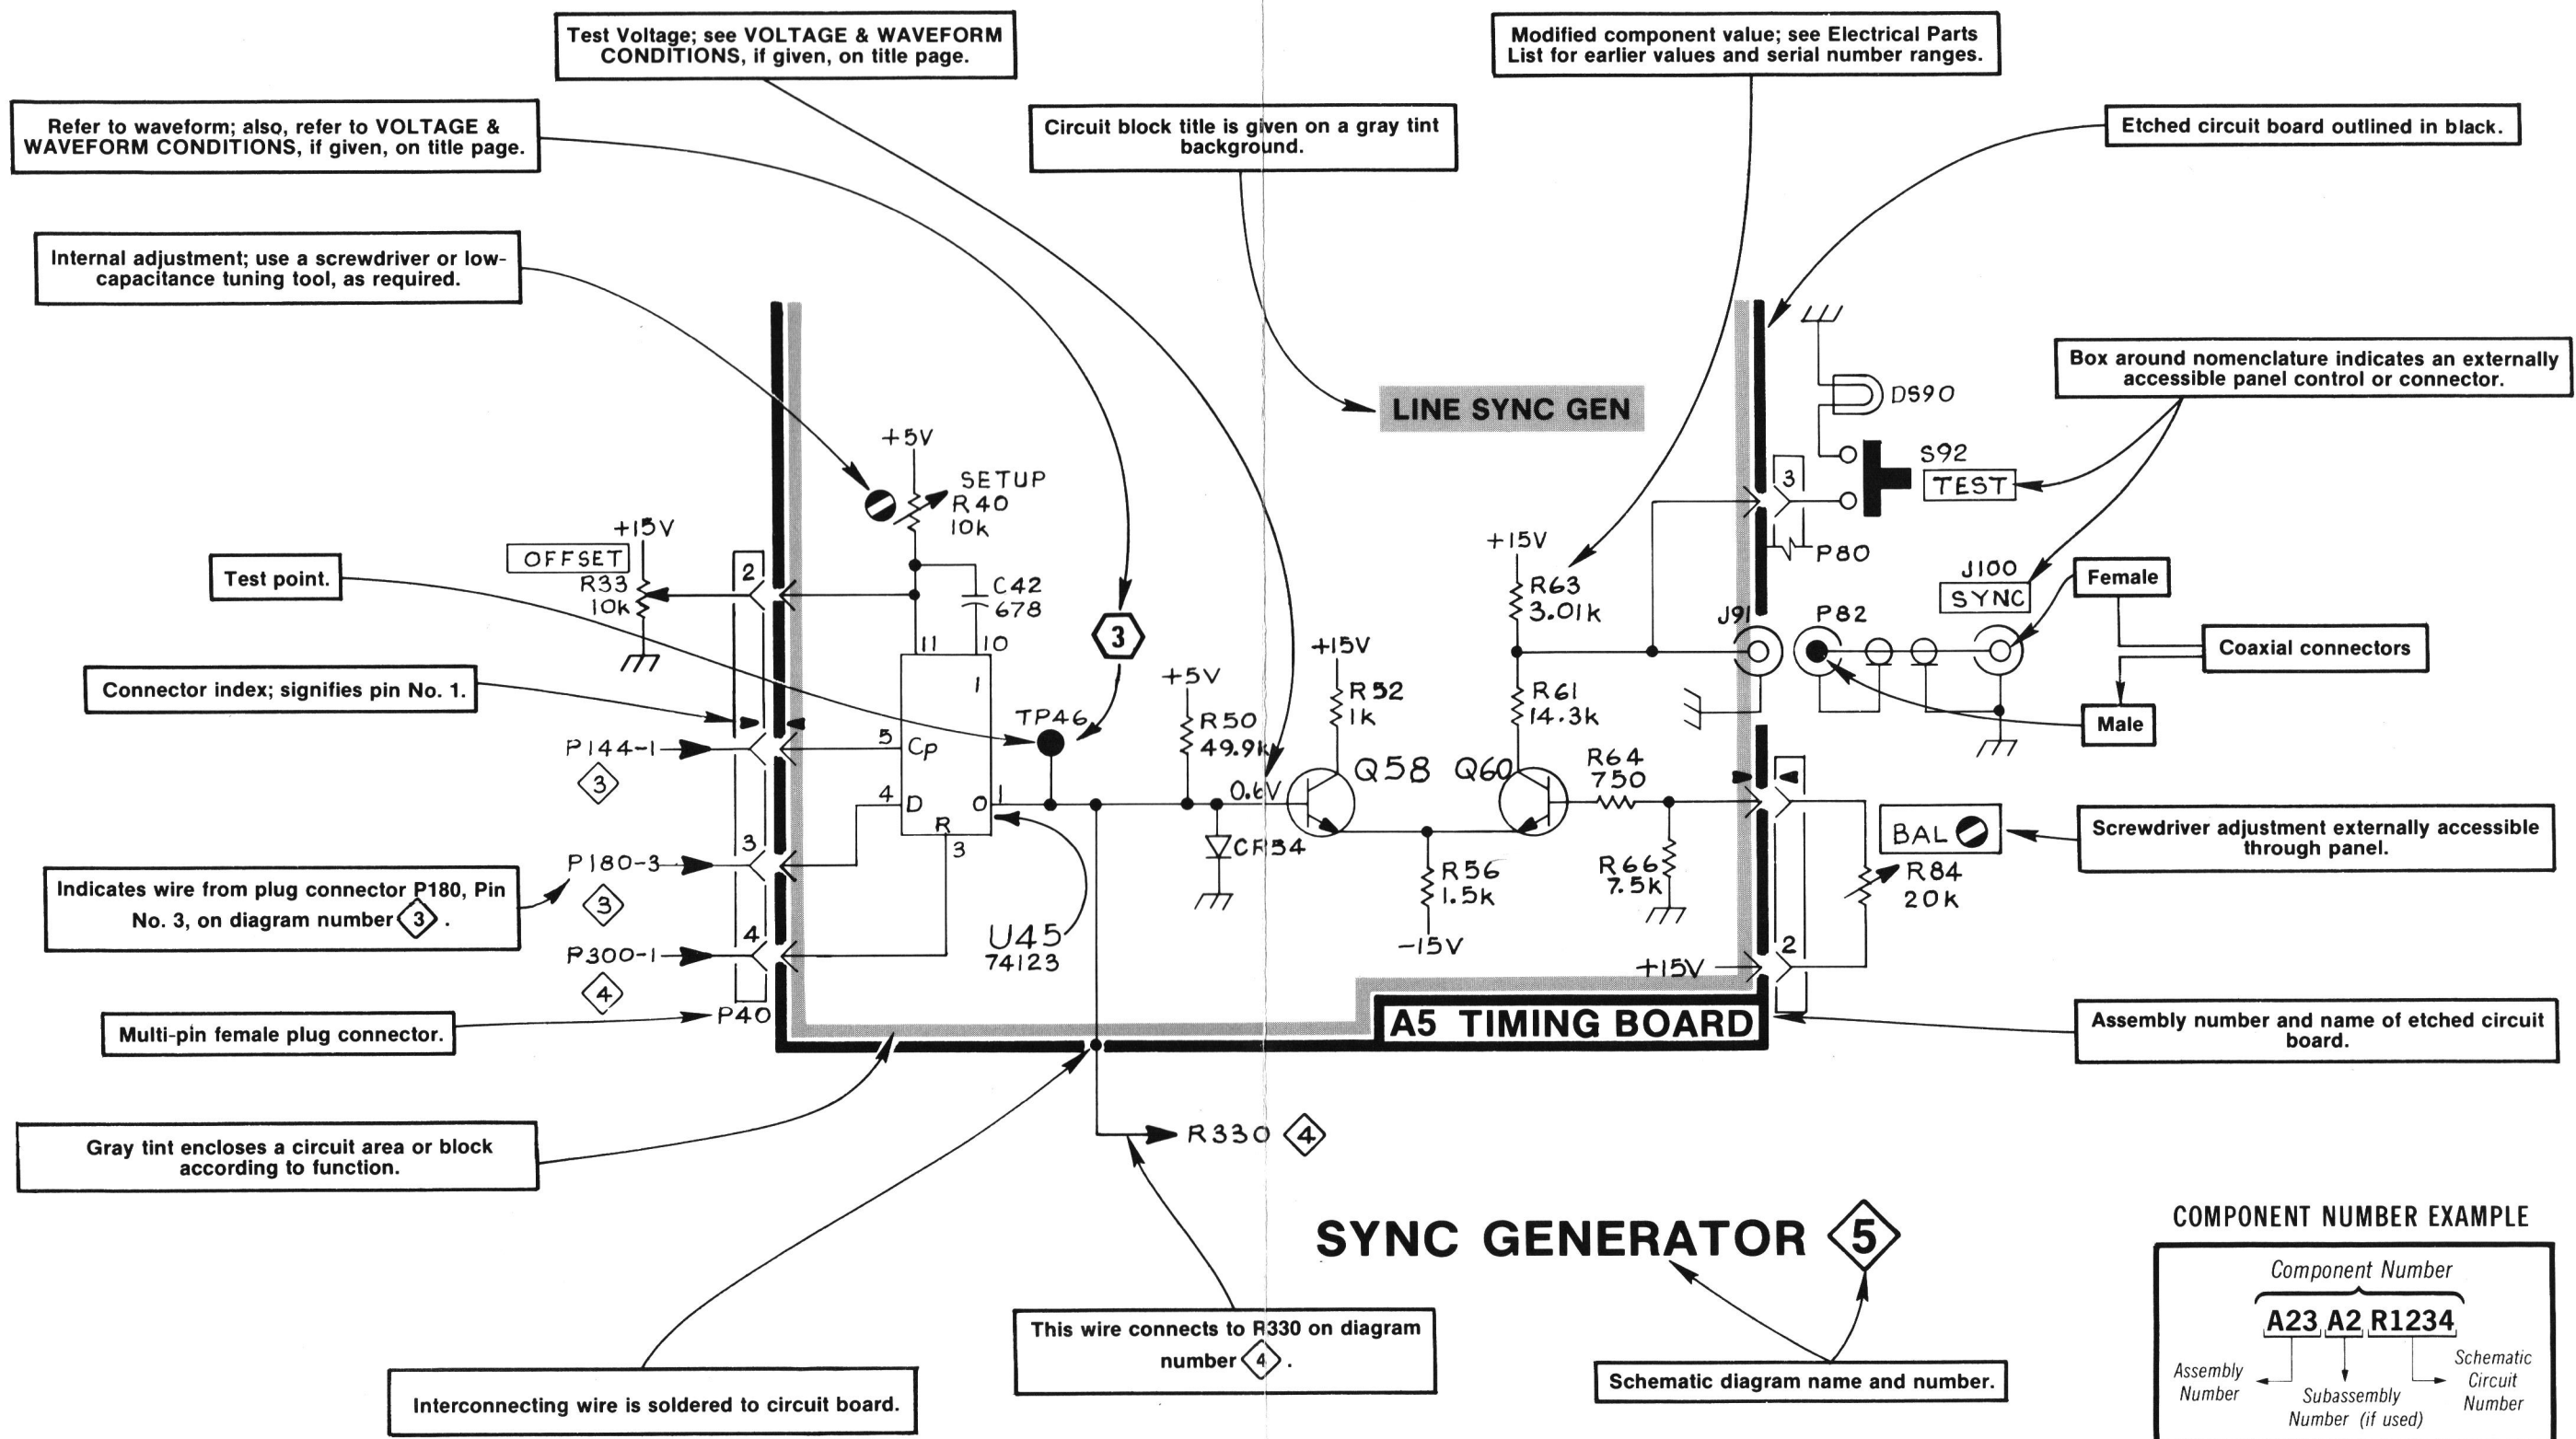 Test Voltage; see VOLTAGE & WAVEFORM
CONDITIONS, if given, on title page.
Modified component value; see Electrical Parts
List for earlier values and serial number ranges.
Refer to waveform; also, refer to VOLTAGE &
WAVEFORM CONDITIONS, if given, on title page.
Circuit block title is given on a gray tint
background.
Etched circuit board outlined in black.
Internal adjustment; use a screwdriver or low-
capacitance tuning tool, as required.
Box around nomenclature indicates an externally
accessible panel control or connector.
LINE SYNC GEN
DS90
S92
TEST
3
P80
+5V
SETUP
R40
10k
+15V
OFFSET
R33
10k
2
C42
678
11
10
3
Test point.
+15V
R63
3.01k
J100
SYNC
Female
J91
P82
Coaxial connectors
Male
Connector index; signifies pin No. 1.
1
TP46
+5V
R50
49.9k
+15V
R52
1k
R61
14.3k
P144-1
3
5
Cp
4
D
O
1
R
3
0.6V
Q58
Q60
R64
750
CR54
R56
1.5k
-15V
R66
7.5k
BAL
R84
20k
Screwdriver adjustment externally accessible
through panel.
P180-3
3
3
Indicates wire from plug connector P180, Pin
No. 3, on diagram number 3 .
P300-1
4
4
U45
74123
+15V
2
Multi-pin female plug connector.
P40
A5 TIMING BOARD
Assembly number and name of etched circuit
board.
Gray tint encloses a circuit area or block
according to function.
R330 4
SYNC GENERATOR 5
This wire connects to R330 on diagram
number 4 .
Schematic diagram name and number.
Interconnecting wire is soldered to circuit board.
COMPONENT NUMBER EXAMPLE
Component Number
A23 A2 R1234
Assembly
Number
Subassembly
Number (if used)
Schematic
Circuit
Number